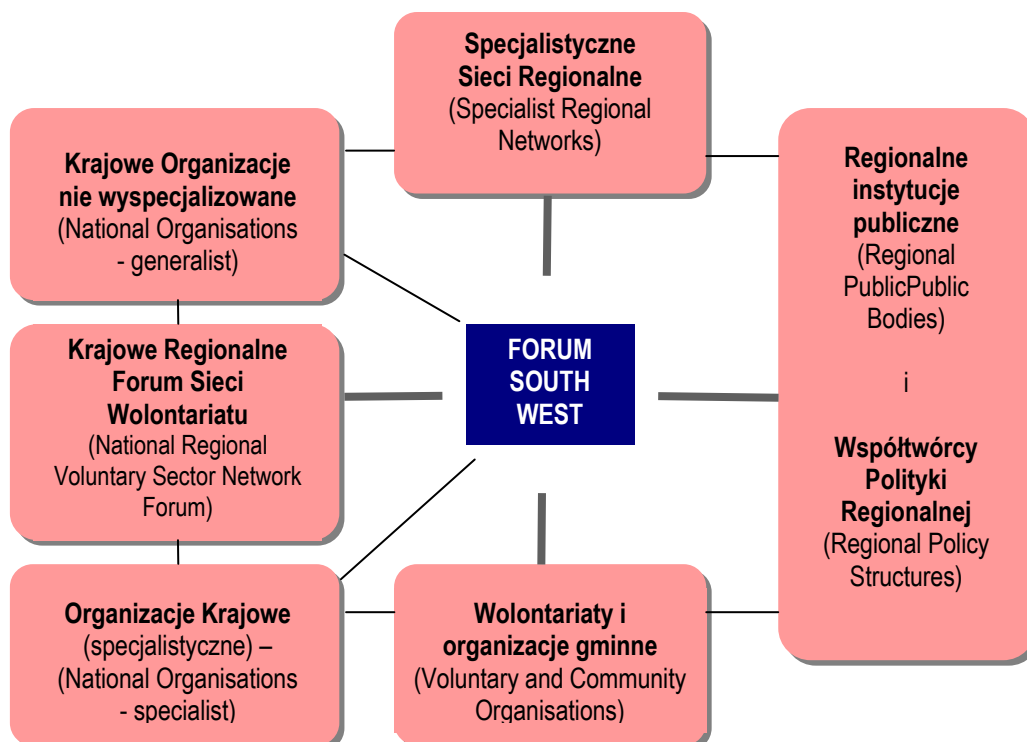 Specjalistyczne
Sieci Regionalne
(Specialist Regional
Networks)
Krajowe Organizacje
nie wyspecjalizowane
(National Organisations
- generalist)
Regionalne
instytucje
publiczne
(Regional
PublicPublic
Bodies)
i
Współtwórcy
Polityki
Regionalnej
(Regional Policy
Structures)
Krajowe Regionalne
Forum Sieci
Wolontariatu
(National Regional
Voluntary Sector Network
Forum)
FORUM
SOUTH
WEST
Organizacje Krajowe
(specjalistyczne) –
(National Organisations
- specialist)
Wolontariaty i
organizacje gminne
(Voluntary and Community
Organisations)